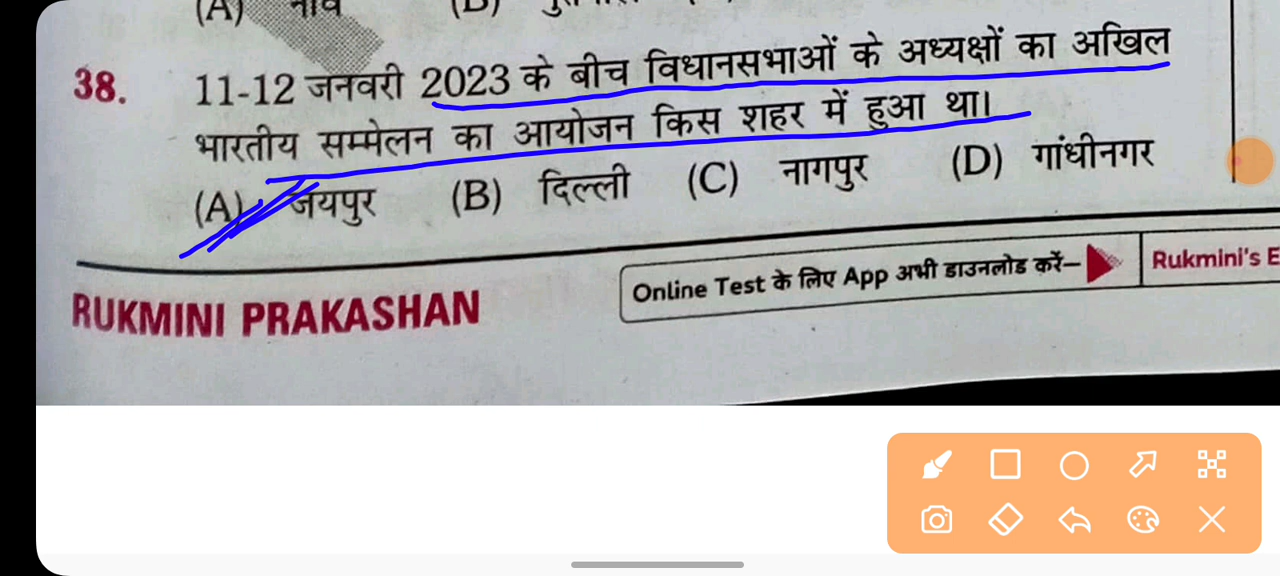 (A) नाव (B)
38. 11-12 जनवरी 2023 के बीच विधानसभाओं के अध्यक्षों का अखिल
भारतीय सम्मेलन का आयोजन किस शहर में हुआ था।
(A) जयपुर (B) दिल्ली (C) नागपुर (D) गांधीनगर
RUKMINI PRAKASHAN
Online Test के लिए App अभी डाउनलोड करें–
Rukmini's E